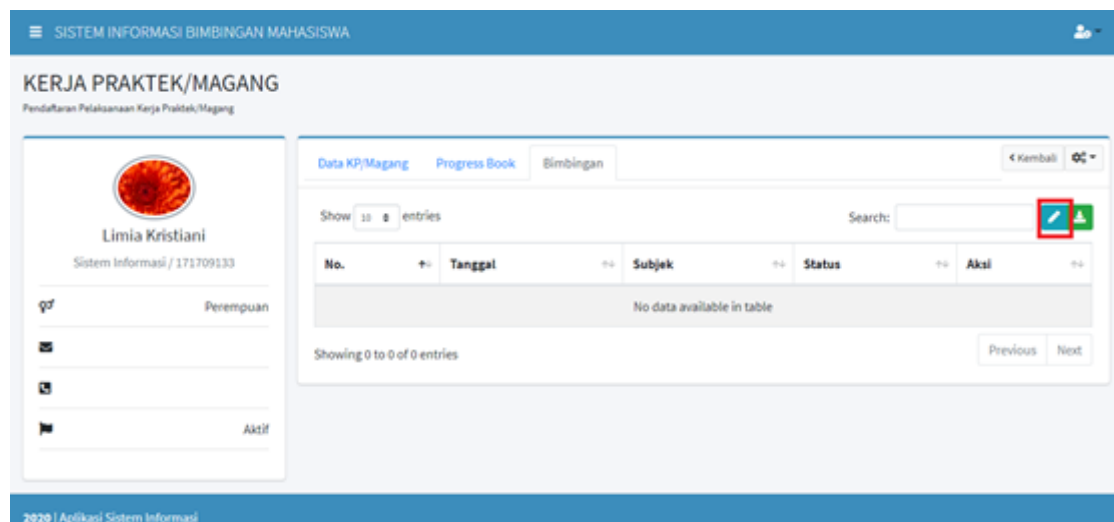 SISTEM INFORMASI BIMBINGAN MAHASISWA
KERJA PRAKTEK/MAGANG
Pendaftaran Pelaksanaan Kerja Praktek/Magang
Limia Kristiani
Sistem Informasi / 171709133
Perempuan
Aktif
Data KP/Magang Progress Book Bimbingan Kembali
Show 10 entries Search:
No. Tanggal Subjek Status Aksi
No data available in table
Showing 0 to 0 of 0 entries Previous Next
2020 | Aplikasi Sistem Informasi